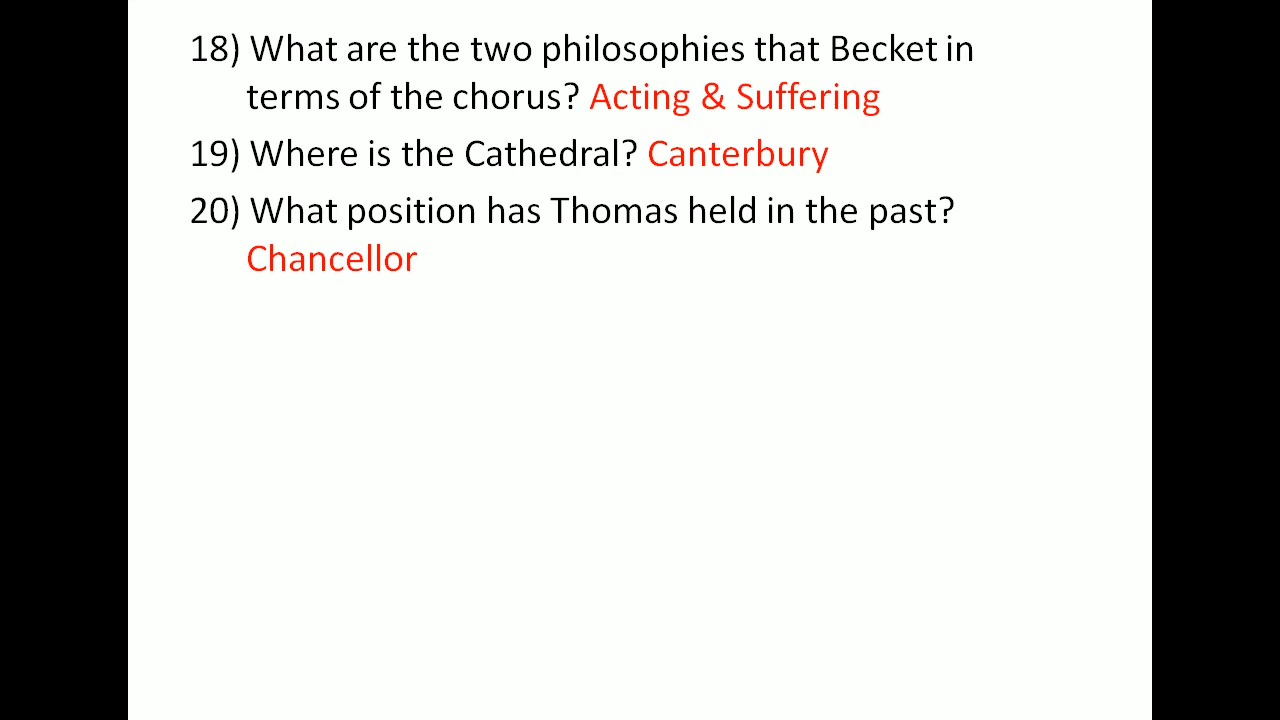 18) What are the two philosophies that Becket in
terms of the chorus? Acting & Suffering
19) Where is the Cathedral? Canterbury
20) What position has Thomas held in the past?
Chancellor